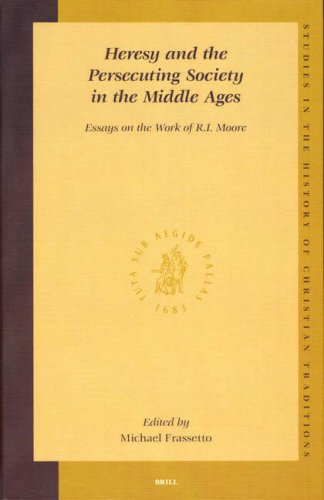 Heresy and the
Persecuting Society
in the Middle Ages
Essays on the Work of R.I. Moore
TUTA SUB AEGIDE PALLAS
1683
Edited by
Michael Frassetto
BRILL
STUDIES IN THE HISTORY OF CHRISTIAN TRADITIONS